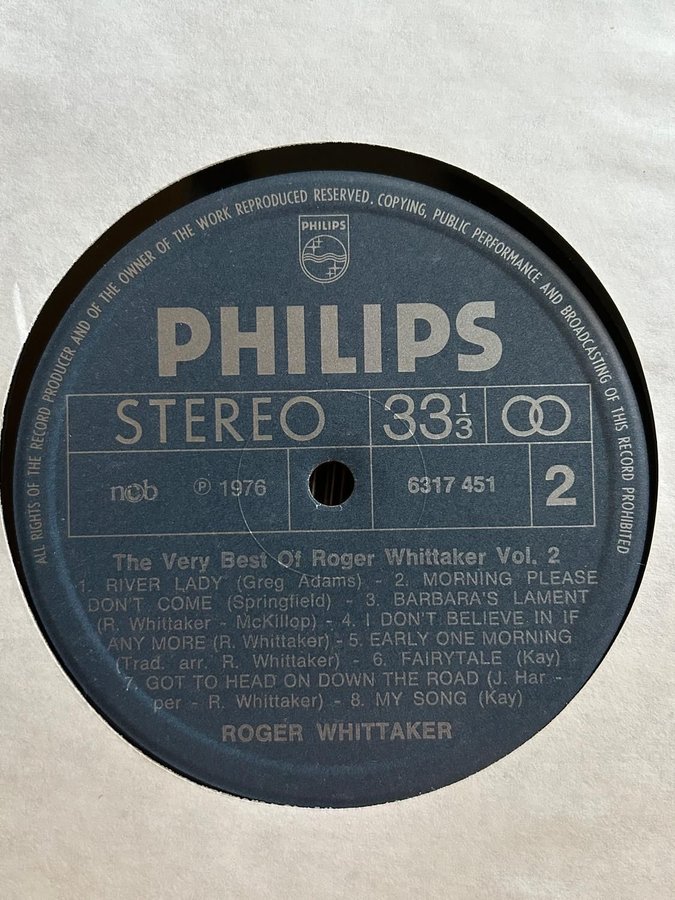 ALL RIGHTS OF THE RECORD PRODUCER AND OF THE OWNER OF THE WORK REPRODUCED RESERVED. COPYING, PUBLIC PERFORMANCE AND BROADCASTING OF THIS RECORD PROHIBITED
PHILIPS
PHILIPS
STEREO 33 1/3
ncb ℗ 1976 6317 451 2
The Very Best Of Roger Whittaker Vol. 2
1. RIVER LADY (Greg Adams) - 2. MORNING PLEASE
DON'T COME (Springfield) - 3. BARBARA'S LAMENT
(R. Whittaker - McKillop) - 4. I DON'T BELIEVE IN IF
ANY MORE (R. Whittaker) - 5. EARLY ONE MORNING
(Trad. arr. R. Whittaker) - 6. FAIRYTALE (Kay)
7. GOT TO HEAD ON DOWN THE ROAD (J. Har -
per - R. Whittaker) - 8. MY SONG (Kay)
ROGER WHITTAKER